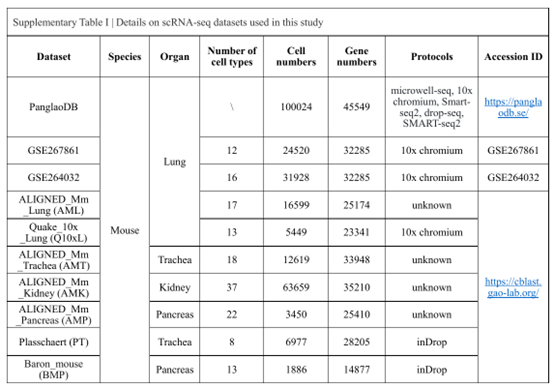 Supplementary Table I | Details on scRNA-seq datasets used in this study
Dataset Species Organ Number of cell types Cell numbers Gene numbers Protocols Accession ID
PanglaoDB Mouse Lung \ 100024 45549 microwell-seq, 10x chromium, Smart-seq2, drop-seq, SMART-seq2 https://panglaodb.se/
GSE267861 12 24520 32285 10x chromium GSE267861
GSE264032 16 31928 32285 10x chromium GSE264032
ALIGNED_Mm_Lung (AML) 17 16599 25174 unknown https://cblast.gao-lab.org/
Quake_10x_Lung (Q10xL) 13 5449 23341 10x chromium
ALIGNED_Mm_Trachea (AMT) Trachea 18 12619 33948 unknown
ALIGNED_Mm_Kidney (AMK) Kidney 37 63659 35210 unknown
ALIGNED_Mm_Pancreas (AMP) Pancreas 22 3450 25410 unknown
Plasschaert (PT) Trachea 8 6977 28205 inDrop
Baron_mouse (BMP) Pancreas 13 1886 14877 inDrop